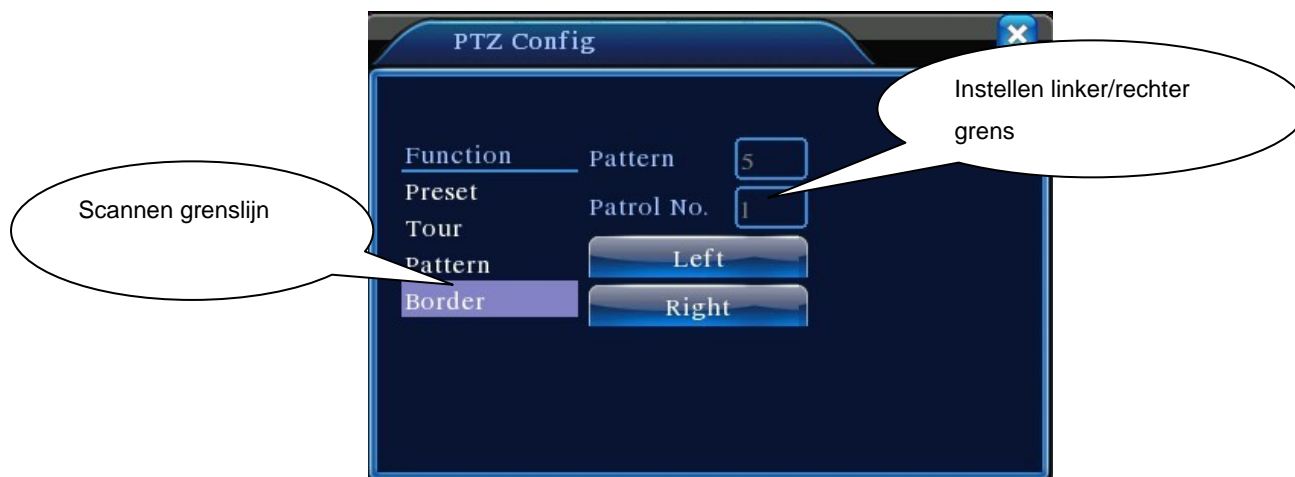 PTZ Config
Instellen linker/rechter
grens
Function
Pattern
5
Preset
Patrol No.
1
Scannen grenslijn
Tour
Left
Pattern
Border
Right